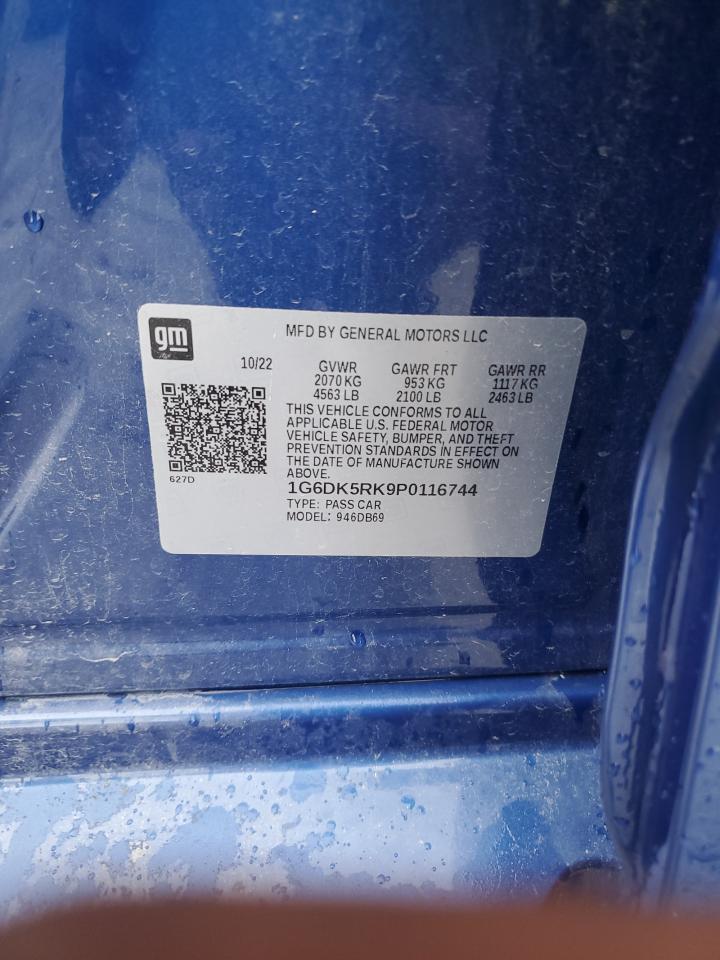 gm
MFD BY GENERAL MOTORS LLC
10/22 GVWR GAWR FRT GAWR RR
2070 KG 953 KG 1117 KG
4563 LB 2100 LB 2463 LB
THIS VEHICLE CONFORMS TO ALL
APPLICABLE U.S. FEDERAL MOTOR
VEHICLE SAFETY, BUMPER, AND THEFT
PREVENTION STANDARDS IN EFFECT ON
THE DATE OF MANUFACTURE SHOWN
ABOVE.
627D
1G6DK5RK9P0116744
TYPE: PASS CAR
MODEL: 946DB69